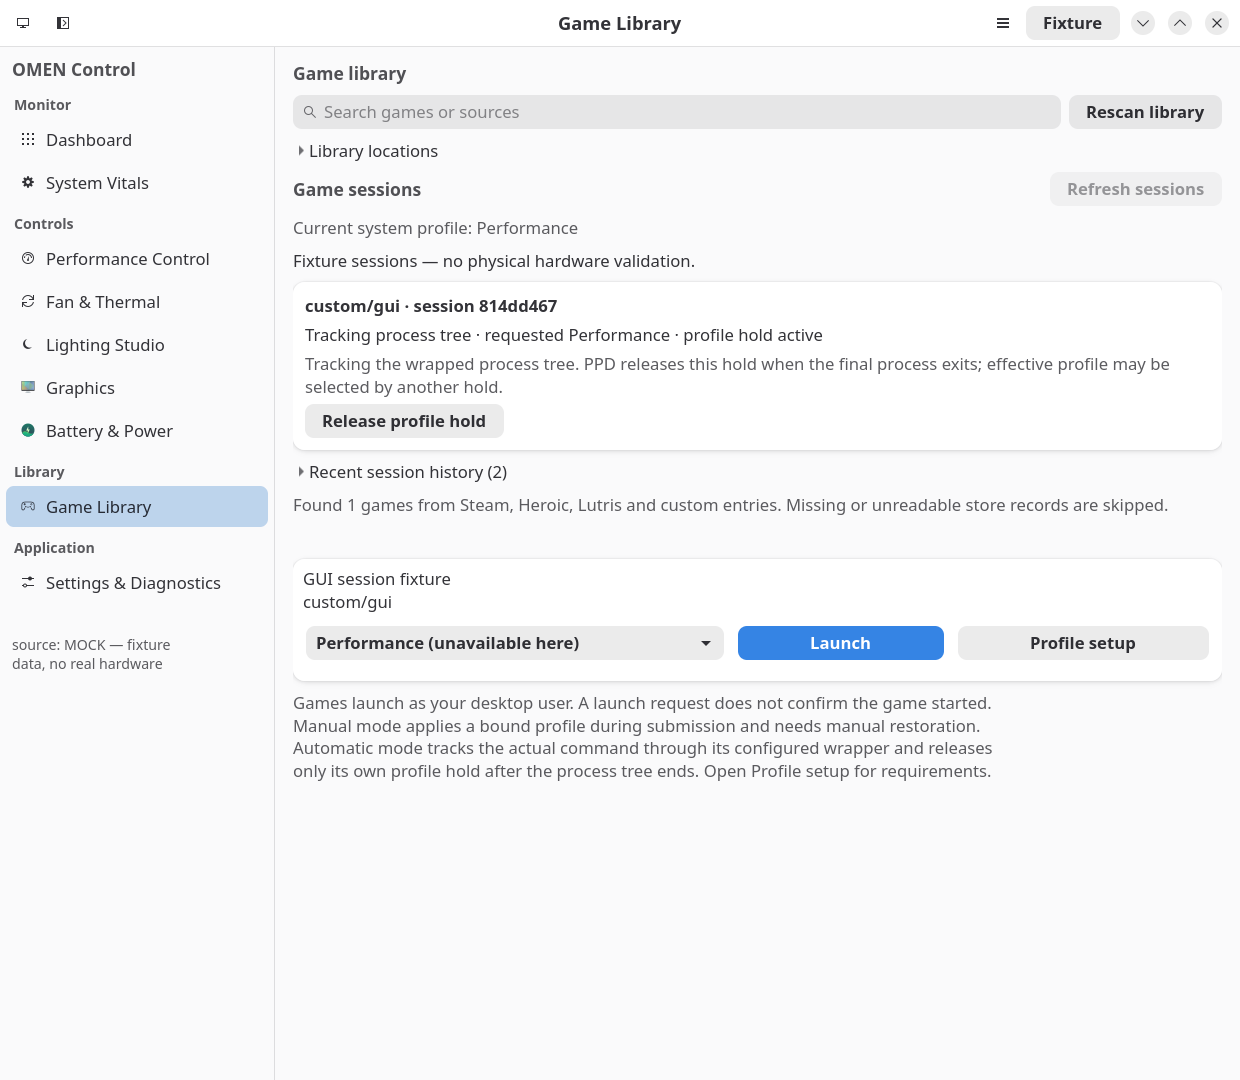 Game Library
Fixture
OMEN Control
Monitor
Dashboard
System Vitals
Controls
Performance Control
Fan & Thermal
Lighting Studio
Graphics
Battery & Power
Library
Game Library
Application
Settings & Diagnostics
source: MOCK — fixture
data, no real hardware
Game library
Search games or sources
Rescan library
Library locations
Game sessions
Refresh sessions
Current system profile: Performance
Fixture sessions — no physical hardware validation.
custom/gui · session 814dd467
Tracking process tree · requested Performance · profile hold active
Tracking the wrapped process tree. PPD releases this hold when the final process exits; effective profile may be
selected by another hold.
Release profile hold
Recent session history (2)
Found 1 games from Steam, Heroic, Lutris and custom entries. Missing or unreadable store records are skipped.
GUI session fixture
custom/gui
Performance (unavailable here)
Launch
Profile setup
Games launch as your desktop user. A launch request does not confirm the game started.
Manual mode applies a bound profile during submission and needs manual restoration.
Automatic mode tracks the actual command through its configured wrapper and releases
only its own profile hold after the process tree ends. Open Profile setup for requirements.